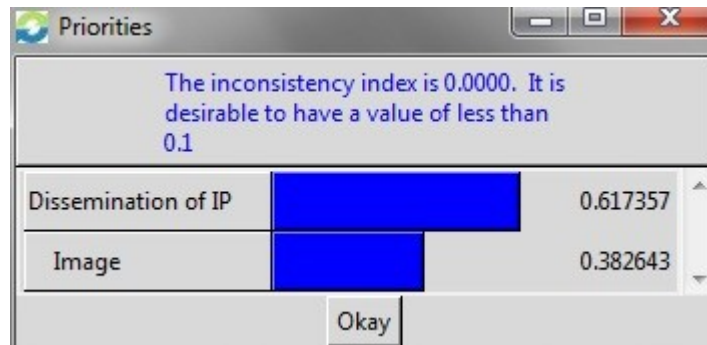 Priorities
The inconsistency index is 0.0000. It is
desirable to have a value of less than
0.1
Dissemination of IP 0.617357
Image 0.382643
Okay